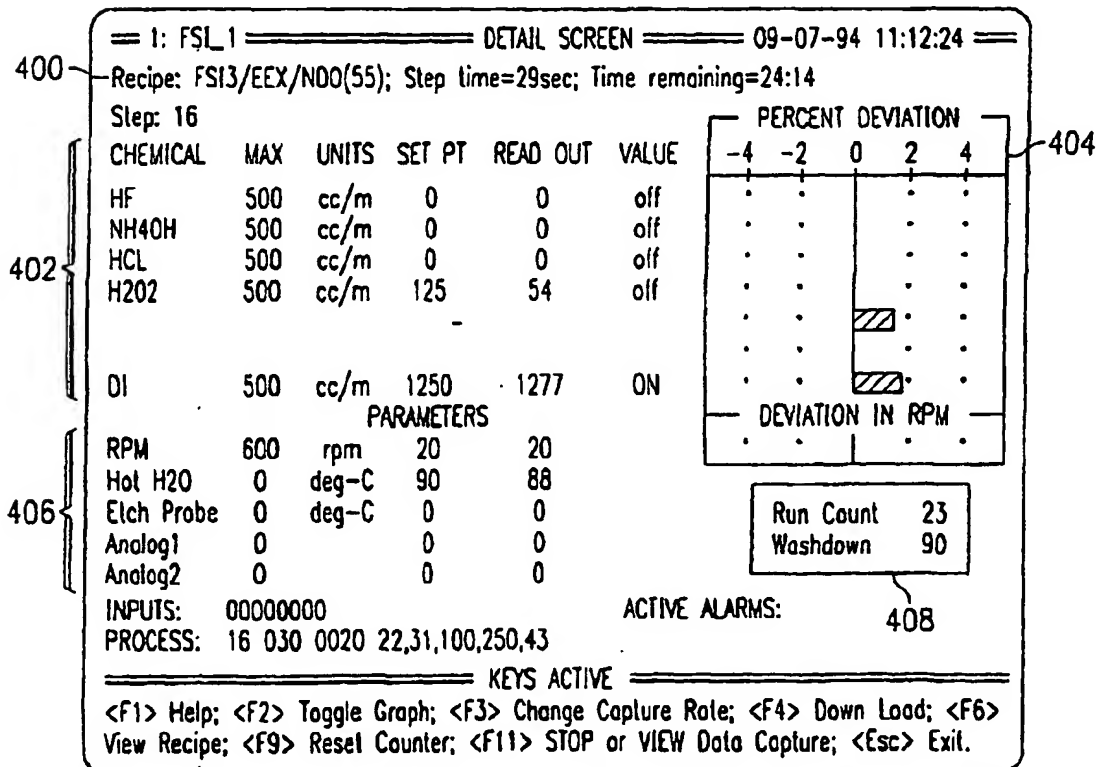 1: FSI_1 DETAIL SCREEN 09-07-94 11:12:24
400 Recipe: FSI3/EEX/NDO(55); Step time=29sec; Time remaining=24:14
Step: 16
PERCENT DEVIATION
CHEMICAL MAX UNITS SET PT READ OUT VALUE -4 -2 0 2 4 404
HF 500 cc/m 0 0 off
NH4OH 500 cc/m 0 0 off
402 HCL 500 cc/m 0 0 off
H2O2 500 cc/m 125 54 off
DI 500 cc/m 1250 1277 ON
PARAMETERS DEVIATION IN RPM
RPM 600 rpm 20 20
Hot H2O 0 deg-C 90 88
406 Etch Probe 0 deg-C 0 0 Run Count 23
Analog1 0 0 0 Washdown 90
Analog2 0 0 0
INPUTS: 00000000 ACTIVE ALARMS: 408
PROCESS: 16 030 0020 22,31,100,250,43
KEYS ACTIVE
<F1> Help; <F2> Toggle Graph; <F3> Change Capture Rate; <F4> Down Load; <F6>
View Recipe; <F9> Reset Counter; <F11> STOP or VIEW Data Capture; <Esc> Exit.